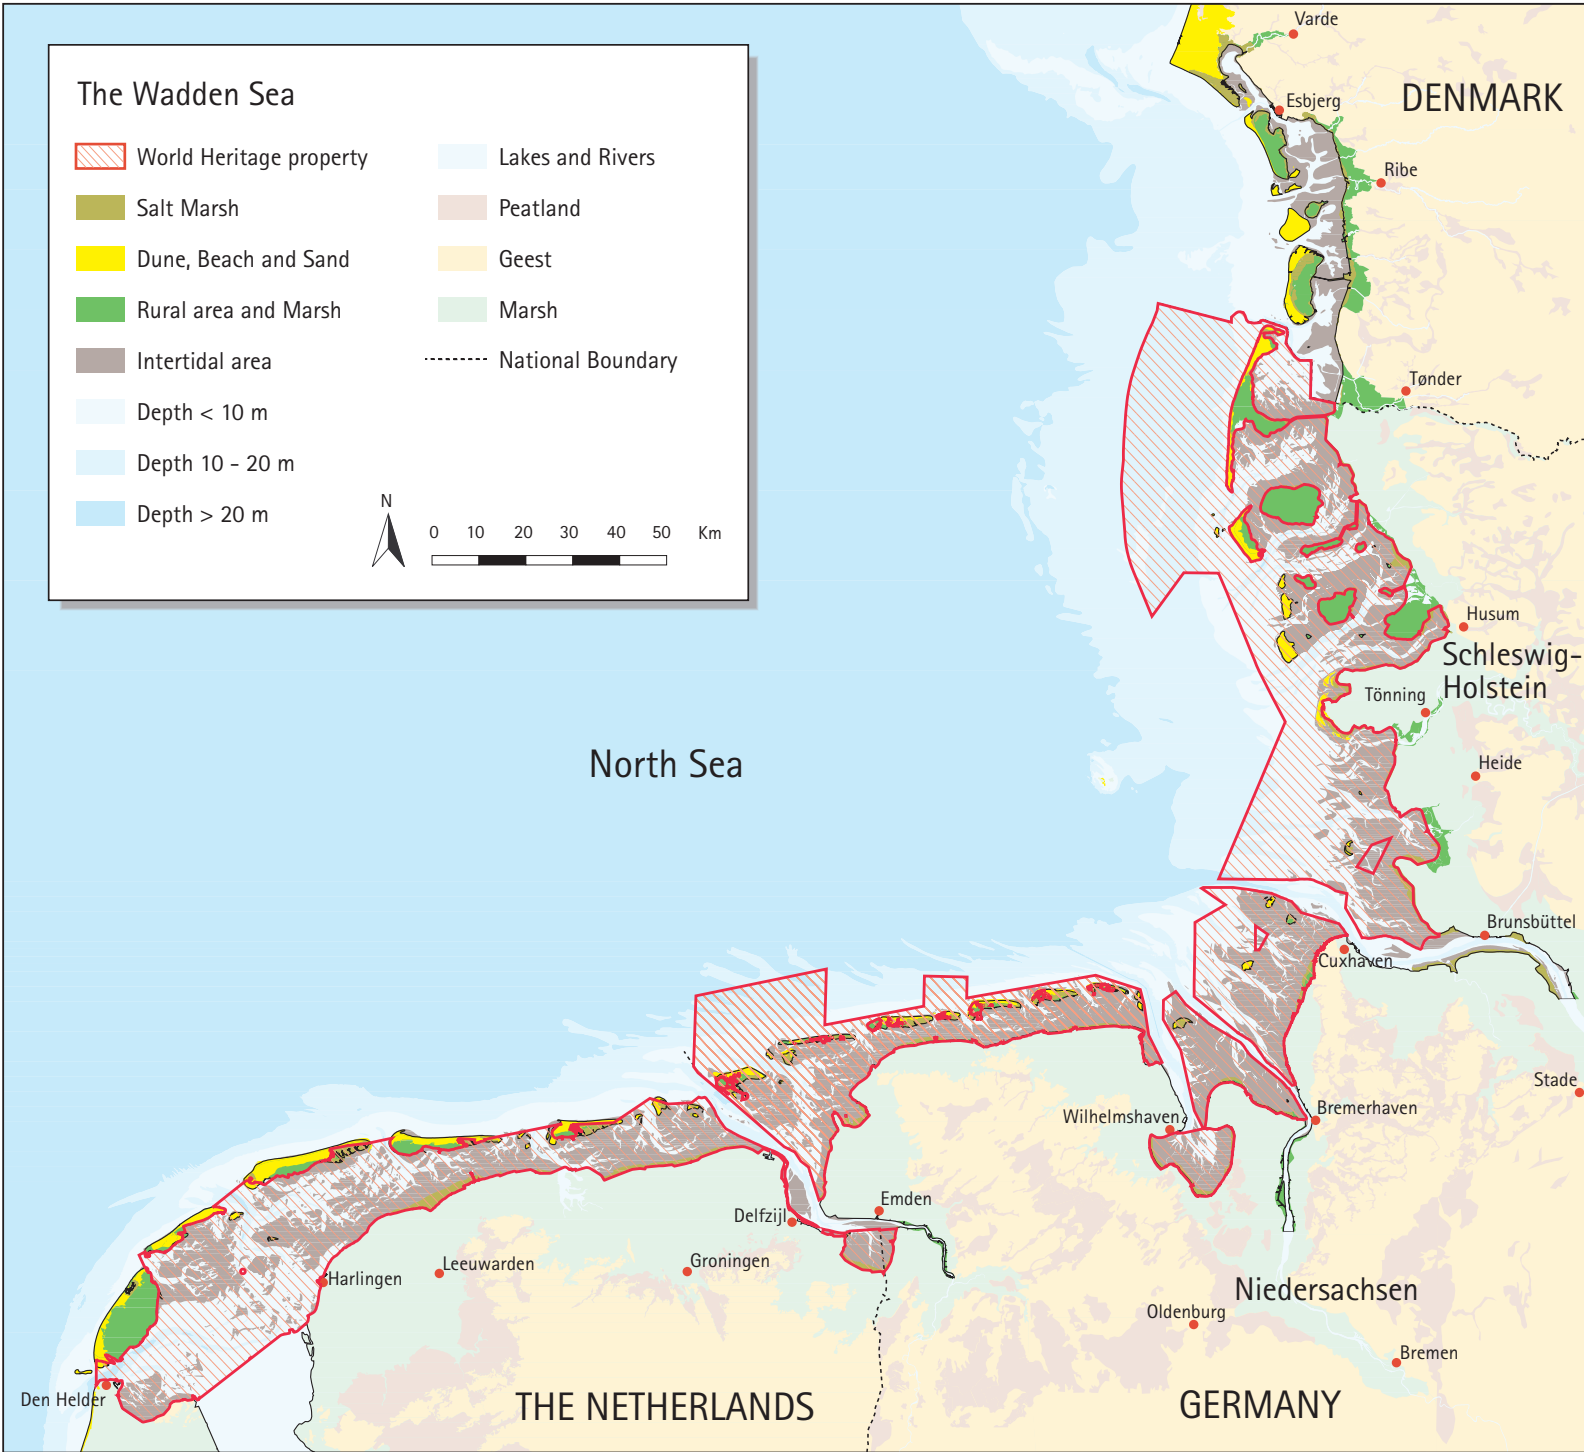 The Wadden Sea
World Heritage property
Salt Marsh
Dune, Beach and Sand
Rural area and Marsh
Intertidal area
Depth < 10 m
Depth 10 - 20 m
Depth > 20 m
Lakes and Rivers
Peatland
Geest
Marsh
National Boundary
N
0 10 20 30 40 50 Km
Varde
Esbjerg
DENMARK
Ribe
Tønder
Husum
Schleswig-
Holstein
Tönning
North Sea
Heide
Brunsbüttel
Cuxhaven
Stade
Bremerhaven
Wilhelmshaven
Emden
Delfzijl
Groningen
Leeuwarden
Harlingen
Niedersachsen
Oldenburg
Bremen
Den Helder
THE NETHERLANDS
GERMANY